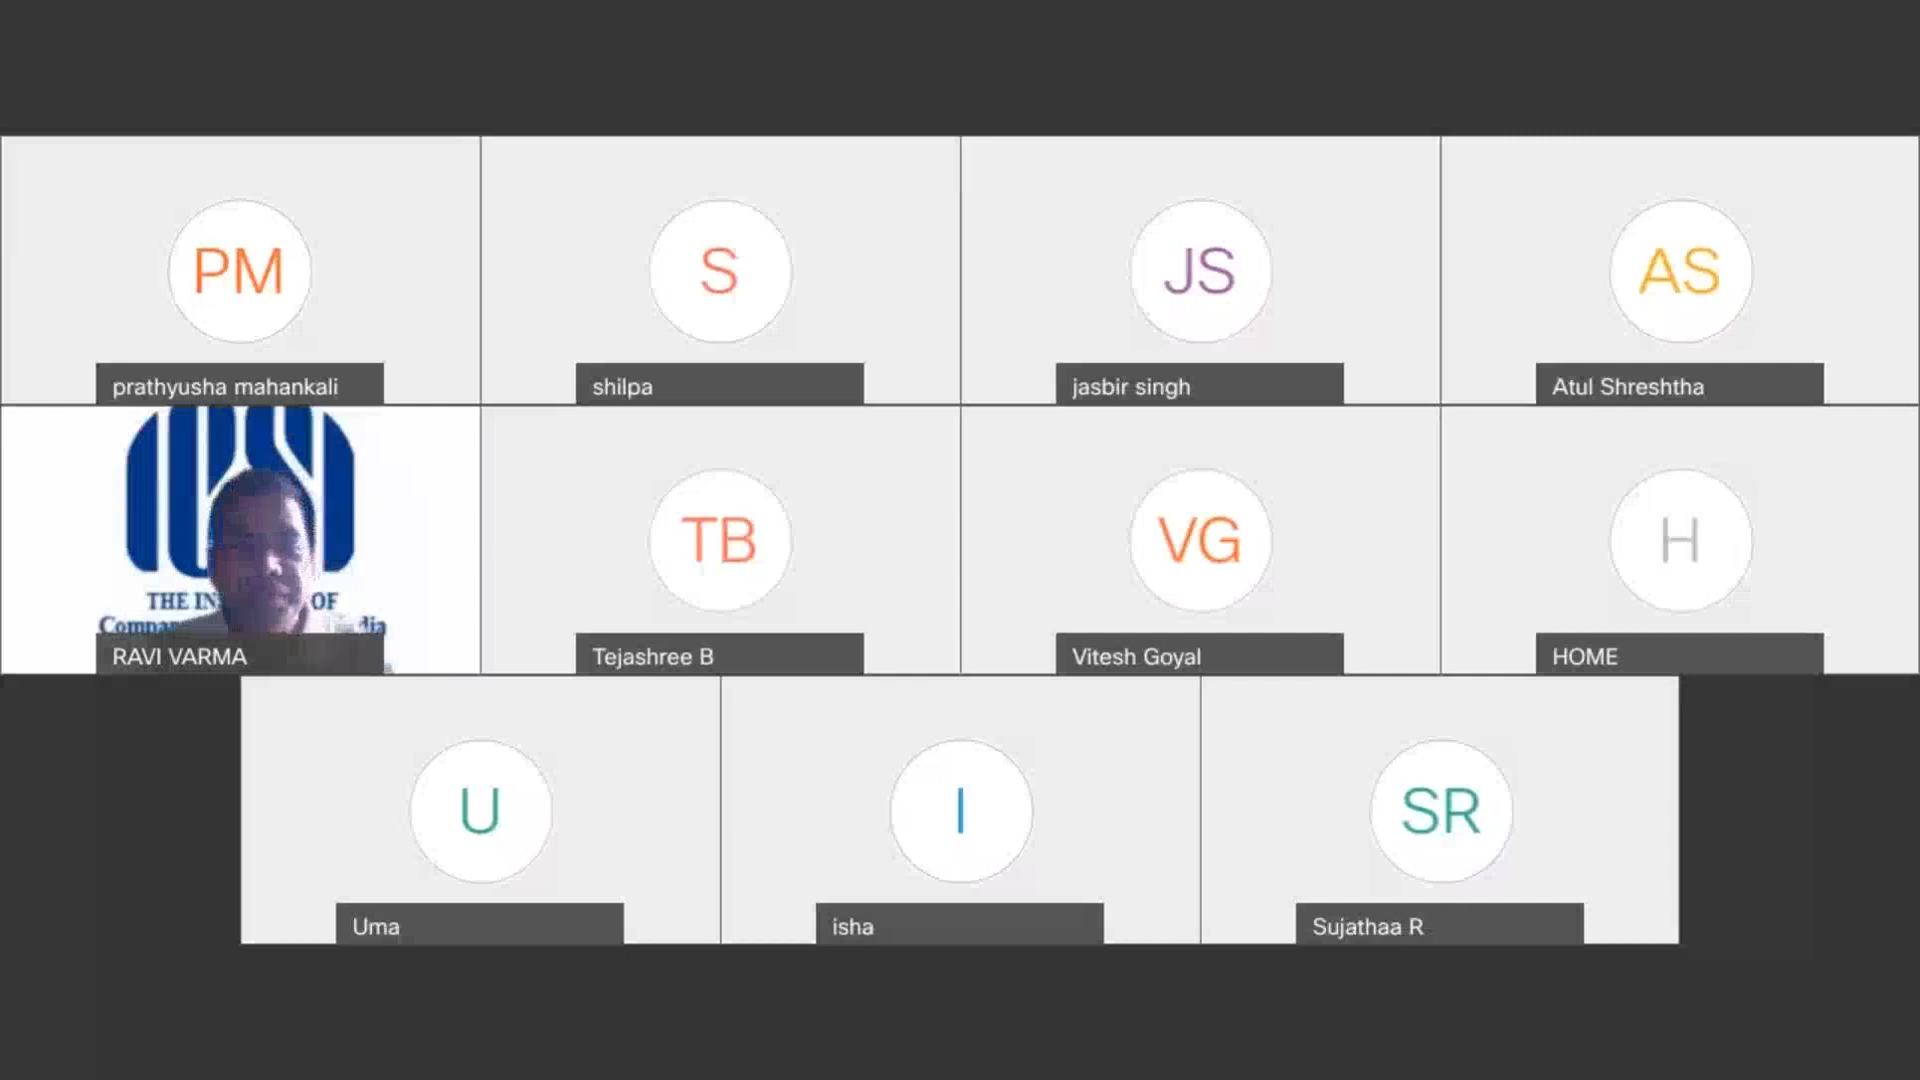 PM
prathyusha mahankali
S
shilpa
JS
jasbir singh
AS
Atul Shreshtha
THE OF
RAVI VARMA
TB
Tejashree B
VG
Vitesh Goyal
H
HOME
U
Uma
I
isha
SR
Sujathaa R